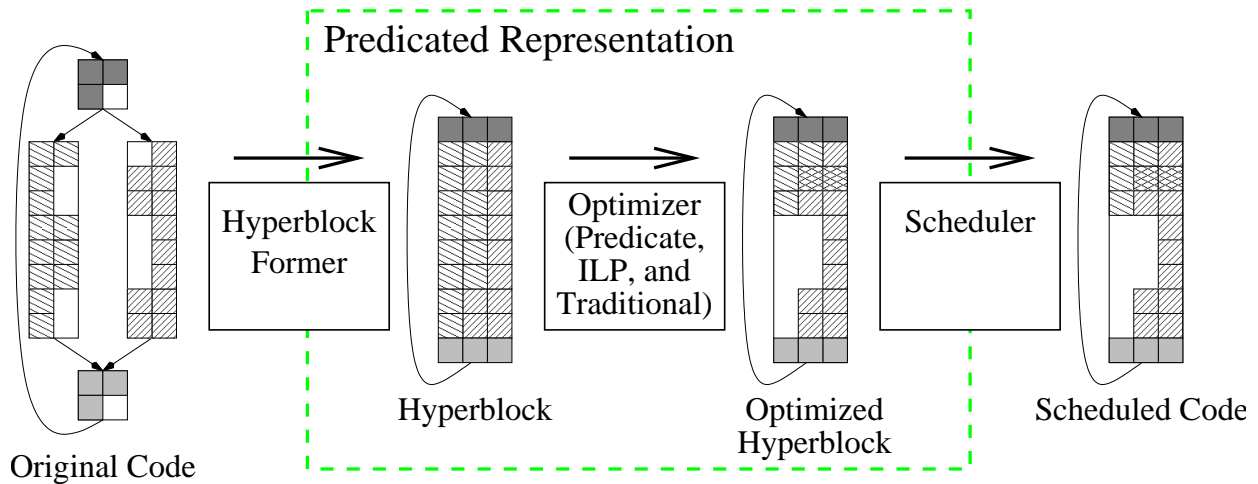 Predicated Representation
Hyperblock
Former
Optimizer
(Predicate,
ILP, and
Traditional)
Scheduler
Original Code
Hyperblock
Optimized
Hyperblock
Scheduled Code